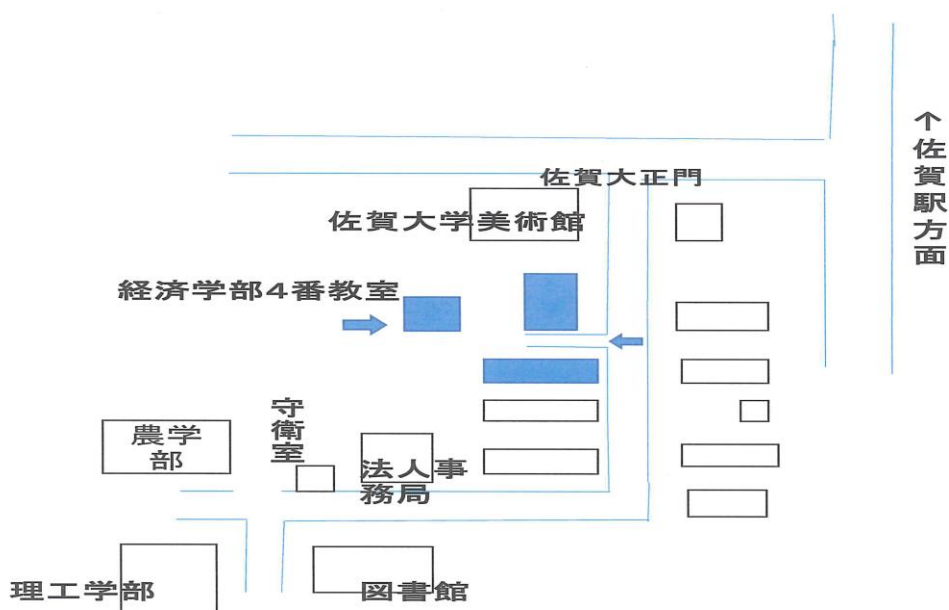 ↑佐賀駅方面
佐賀大正門
佐賀大学美術館
経済学部4番教室
守衛室
農学
部
法人事
務局
理工学部
図書館